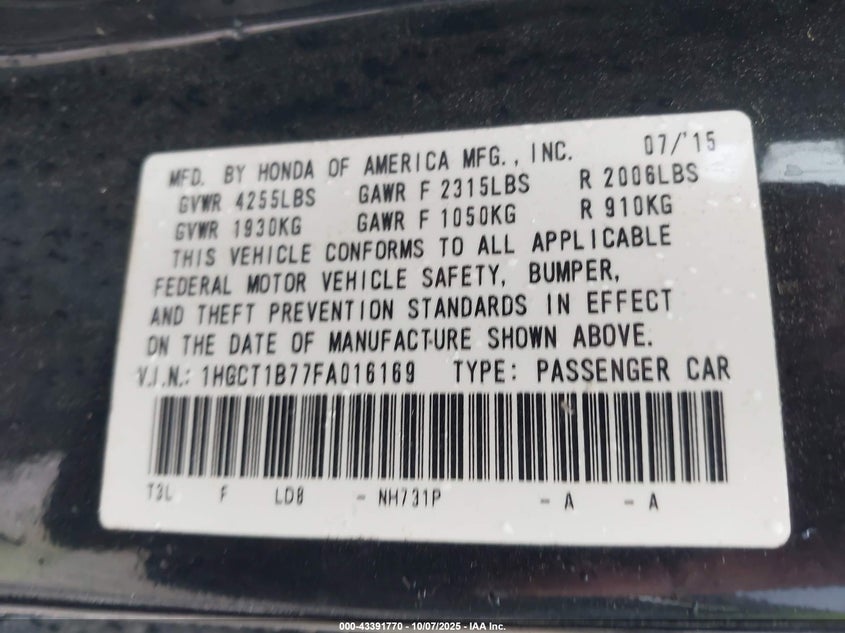 MFD. BY HONDA OF AMERICA MFG., INC. 07/'15
GVWR 4255LBS GAWR F 2315LBS R 2006LBS
GVWR 1930KG GAWR F 1050KG R 910KG
THIS VEHICLE CONFORMS TO ALL APPLICABLE
FEDERAL MOTOR VEHICLE SAFETY, BUMPER,
AND THEFT PREVENTION STANDARDS IN EFFECT
ON THE DATE OF MANUFACTURE SHOWN ABOVE.
V.I.N.: 1HGCT1B77FA016169 TYPE: PASSENGER CAR
T3L F LD8 - NH731P - A - A
000-43391770 - 10/07/2025 - IAA Inc.